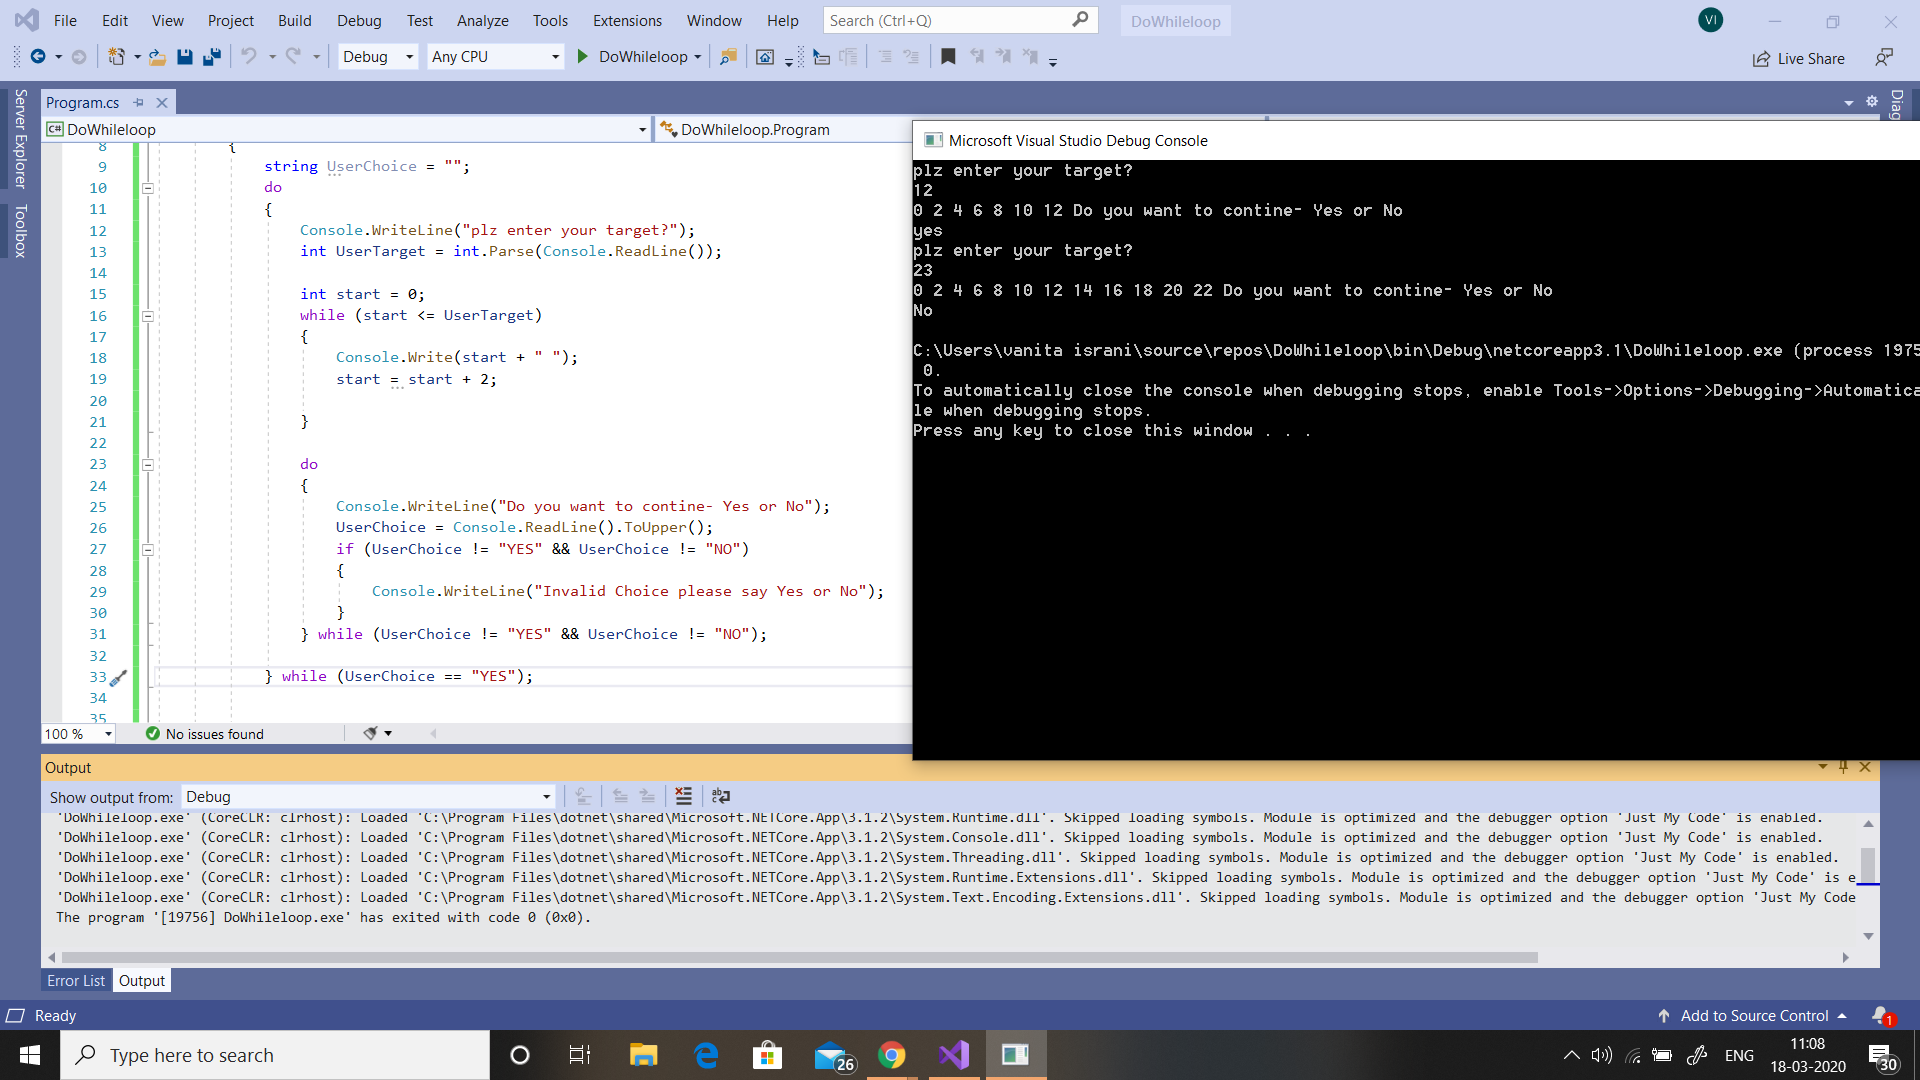 File Edit View Project Build Debug Test Analyze Tools Extensions Window Help Search (Ctrl+Q) DoWhileloop VI
Debug Any CPU DoWhileloop Live Share
Server Explorer
Toolbox
Program.cs
Diag
C# DoWhileloop DoWhileloop.Program
8 {
9 string UserChoice = "";
10 do
11 {
12 Console.WriteLine("plz enter your target?");
13 int UserTarget = int.Parse(Console.ReadLine());
14
15 int start = 0;
16 while (start <= UserTarget)
17 {
18 Console.Write(start + " ");
19 start = start + 2;
20
21 }
22
23 do
24 {
25 Console.WriteLine("Do you want to contine- Yes or No");
26 UserChoice = Console.ReadLine().ToUpper();
27 if (UserChoice != "YES" && UserChoice != "NO")
28 {
29 Console.WriteLine("Invalid Choice please say Yes or No");
30 }
31 } while (UserChoice != "YES" && UserChoice != "NO");
32
33 } while (UserChoice == "YES");
34
35
100 % No issues found
Microsoft Visual Studio Debug Console
plz enter your target?
12
0 2 4 6 8 10 12 Do you want to contine- Yes or No
yes
plz enter your target?
23
0 2 4 6 8 10 12 14 16 18 20 22 Do you want to contine- Yes or No
No
C:\Users\vanita israni\source\repos\DoWhileloop\bin\Debug\netcoreapp3.1\DoWhileloop.exe (process 1975
0.
To automatically close the console when debugging stops, enable Tools->Options->Debugging->Automatica
le when debugging stops.
Press any key to close this window . . .
Output
Show output from: Debug
'DoWhileloop.exe' (CoreCLR: clrhost): Loaded 'C:\Program Files\dotnet\shared\Microsoft.NETCore.App\3.1.2\System.Runtime.dll'. Skipped loading symbols. Module is optimized and the debugger option 'Just My Code' is enabled.
'DoWhileloop.exe' (CoreCLR: clrhost): Loaded 'C:\Program Files\dotnet\shared\Microsoft.NETCore.App\3.1.2\System.Console.dll'. Skipped loading symbols. Module is optimized and the debugger option 'Just My Code' is enabled.
'DoWhileloop.exe' (CoreCLR: clrhost): Loaded 'C:\Program Files\dotnet\shared\Microsoft.NETCore.App\3.1.2\System.Threading.dll'. Skipped loading symbols. Module is optimized and the debugger option 'Just My Code' is enabled.
'DoWhileloop.exe' (CoreCLR: clrhost): Loaded 'C:\Program Files\dotnet\shared\Microsoft.NETCore.App\3.1.2\System.Runtime.Extensions.dll'. Skipped loading symbols. Module is optimized and the debugger option 'Just My Code' is e
'DoWhileloop.exe' (CoreCLR: clrhost): Loaded 'C:\Program Files\dotnet\shared\Microsoft.NETCore.App\3.1.2\System.Text.Encoding.Extensions.dll'. Skipped loading symbols. Module is optimized and the debugger option 'Just My Code
The program '[19756] DoWhileloop.exe' has exited with code 0 (0x0).
Error List Output
Ready Add to Source Control 1
Type here to search 26 ENG 11:08
18-03-2020 30